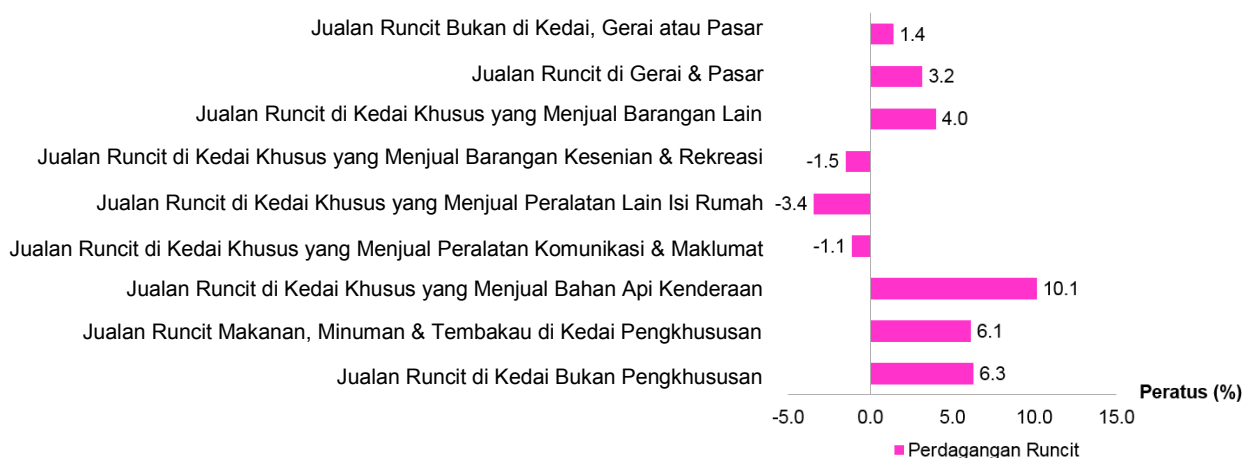 Jualan Runcit Bukan di Kedai, Gerai atau Pasar 1.4
Jualan Runcit di Gerai & Pasar 3.2
Jualan Runcit di Kedai Khusus yang Menjual Barangan Lain 4.0
Jualan Runcit di Kedai Khusus yang Menjual Barangan Kesenian & Rekreasi -1.5
Jualan Runcit di Kedai Khusus yang Menjual Peralatan Lain Isi Rumah -3.4
Jualan Runcit di Kedai Khusus yang Menjual Peralatan Komunikasi & Maklumat -1.1
Jualan Runcit di Kedai Khusus yang Menjual Bahan Api Kenderaan 10.1
Jualan Runcit Makanan, Minuman & Tembakau di Kedai Pengkhususan 6.1
Jualan Runcit di Kedai Bukan Pengkhususan 6.3
Peratus (%)
-5.0 0.0 5.0 10.0 15.0
Perdagangan Runcit